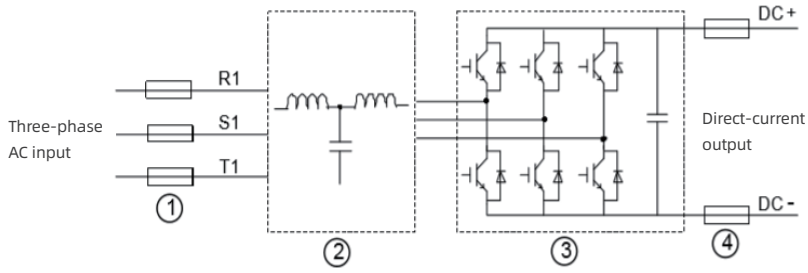 DC+
R1
Three-phase
AC input
S1
Direct-current
output
T1
DC-
①
②
③
④